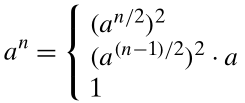 (a^{n/2})^2
a^n = { (a^{(n−1)/2})^2 · a
1